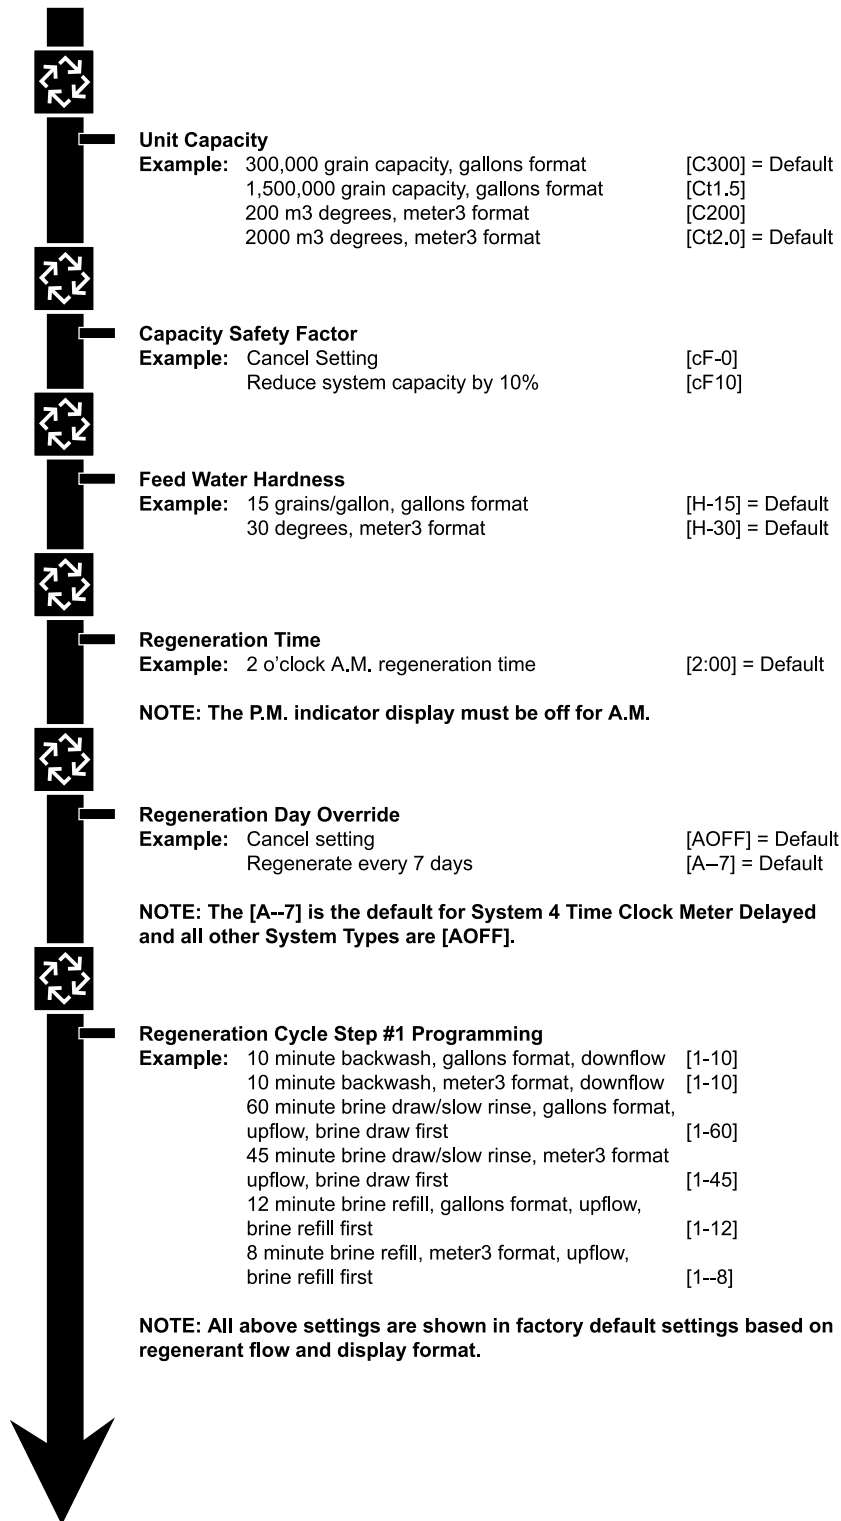 Unit Capacity
Example: 300,000 grain capacity, gallons format [C300] = Default
1,500,000 grain capacity, gallons format [Ct1.5]
200 m3 degrees, meter3 format [C200]
2000 m3 degrees, meter3 format [Ct2.0] = Default
Capacity Safety Factor
Example: Cancel Setting [cF-0]
Reduce system capacity by 10% [cF10]
Feed Water Hardness
Example: 15 grains/gallon, gallons format [H-15] = Default
30 degrees, meter3 format [H-30] = Default
Regeneration Time
Example: 2 o'clock A.M. regeneration time [2:00] = Default
NOTE: The P.M. indicator display must be off for A.M.
Regeneration Day Override
Example: Cancel setting [AOFF] = Default
Regenerate every 7 days [A--7] = Default
NOTE: The [A--7] is the default for System 4 Time Clock Meter Delayed
and all other System Types are [AOFF].
Regeneration Cycle Step #1 Programming
Example: 10 minute backwash, gallons format, downflow [1-10]
10 minute backwash, meter3 format, downflow [1-10]
60 minute brine draw/slow rinse, gallons format,
upflow, brine draw first [1-60]
45 minute brine draw/slow rinse, meter3 format
upflow, brine draw first [1-45]
12 minute brine refill, gallons format, upflow,
brine refill first [1-12]
8 minute brine refill, meter3 format, upflow,
brine refill first [1--8]
NOTE: All above settings are shown in factory default settings based on
regenerant flow and display format.